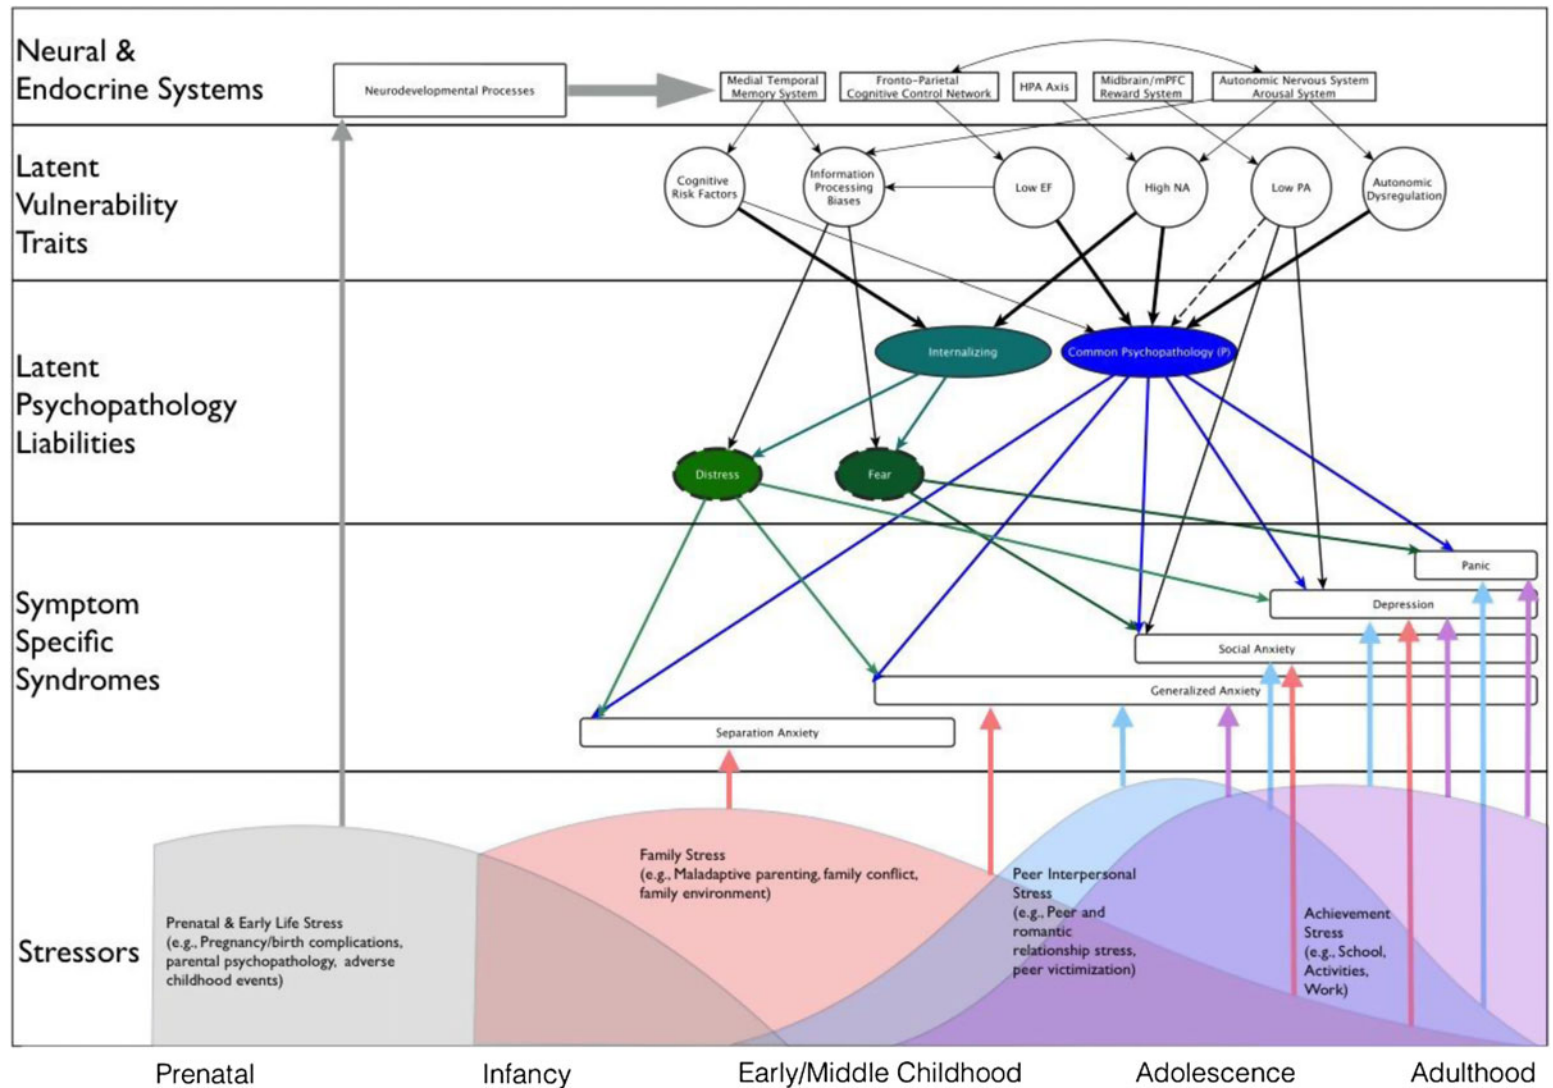 Neural &
Endocrine Systems
Neurodevelopmental Processes
Medial Temporal
Memory System
Fronto-Parietal
Cognitive Control Network
HPA Axis
Midbrain/mPFC
Reward System
Autonomic Nervous System
Arousal System
Latent
Vulnerability
Traits
Cognitive
Risk Factors
Information
Processing
Biases
Low EF
High NA
Low PA
Autonomic
Dysregulation
Latent
Psychopathology
Liabilities
Internalizing
Common Psychopathology (P)
Distress
Fear
Symptom
Specific
Syndromes
Panic
Depression
Social Anxiety
Generalized Anxiety
Separation Anxiety
Stressors
Prenatal & Early Life Stress
(e.g., Pregnancy/birth complications,
parental psychopathology, adverse
childhood events)
Family Stress
(e.g., Maladaptive parenting, family conflict,
family environment)
Peer Interpersonal
Stress
(e.g., Peer and
romantic
relationship stress,
peer victimization)
Achievement
Stress
(e.g., School,
Activities,
Work)
Prenatal
Infancy
Early/Middle Childhood
Adolescence
Adulthood